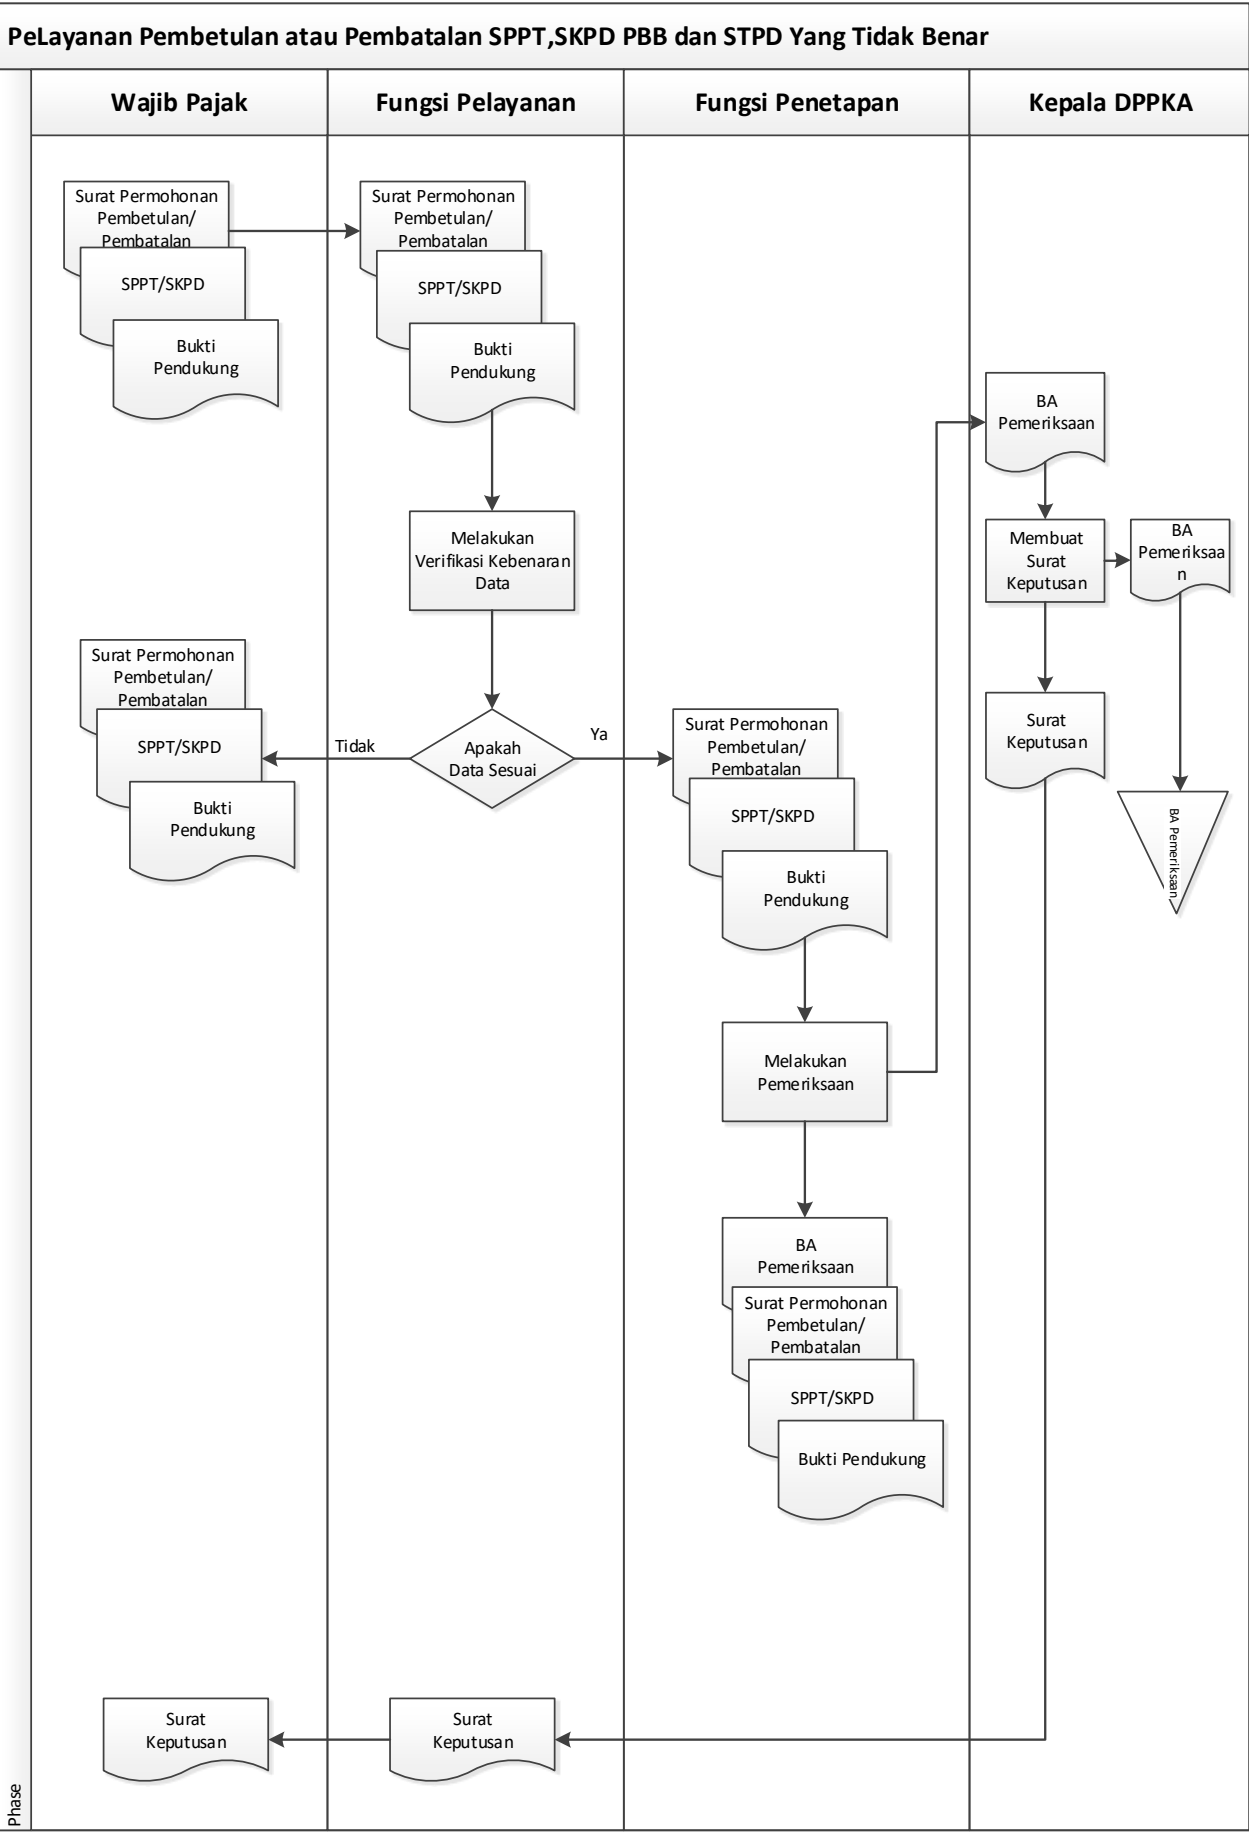 PeLayanan Pembetulan atau Pembatalan SPPT,SKPD PBB dan STPD Yang Tidak Benar
Wajib Pajak
Fungsi Pelayanan
Fungsi Penetapan
Kepala DPPKA
Surat Permohonan
Pembetulan/
Pembatalan
SPPT/SKPD
Bukti
Pendukung
Surat Permohonan
Pembetulan/
Pembatalan
SPPT/SKPD
Bukti
Pendukung
BA
Pemeriksaan
Melakukan
Verifikasi Kebenaran
Data
Membuat
Surat
Keputusan
BA
Pemeriksaa
n
Surat Permohonan
Pembetulan/
Pembatalan
SPPT/SKPD
Bukti
Pendukung
Tidak
Apakah
Data Sesuai
Ya
Surat Permohonan
Pembetulan/
Pembatalan
SPPT/SKPD
Bukti
Pendukung
Surat
Keputusan
BA Pemeriksaan
Melakukan
Pemeriksaan
BA
Pemeriksaan
Surat Permohonan
Pembetulan/
Pembatalan
SPPT/SKPD
Bukti Pendukung
Surat
Keputusan
Surat
Keputusan
Phase